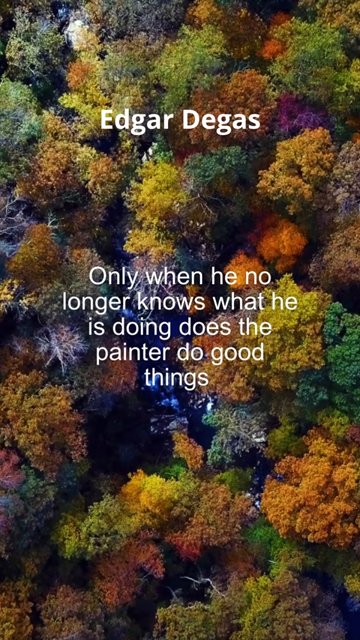 Edgar Degas
Only when he no
longer knows what he
is doing does the
painter do good
things